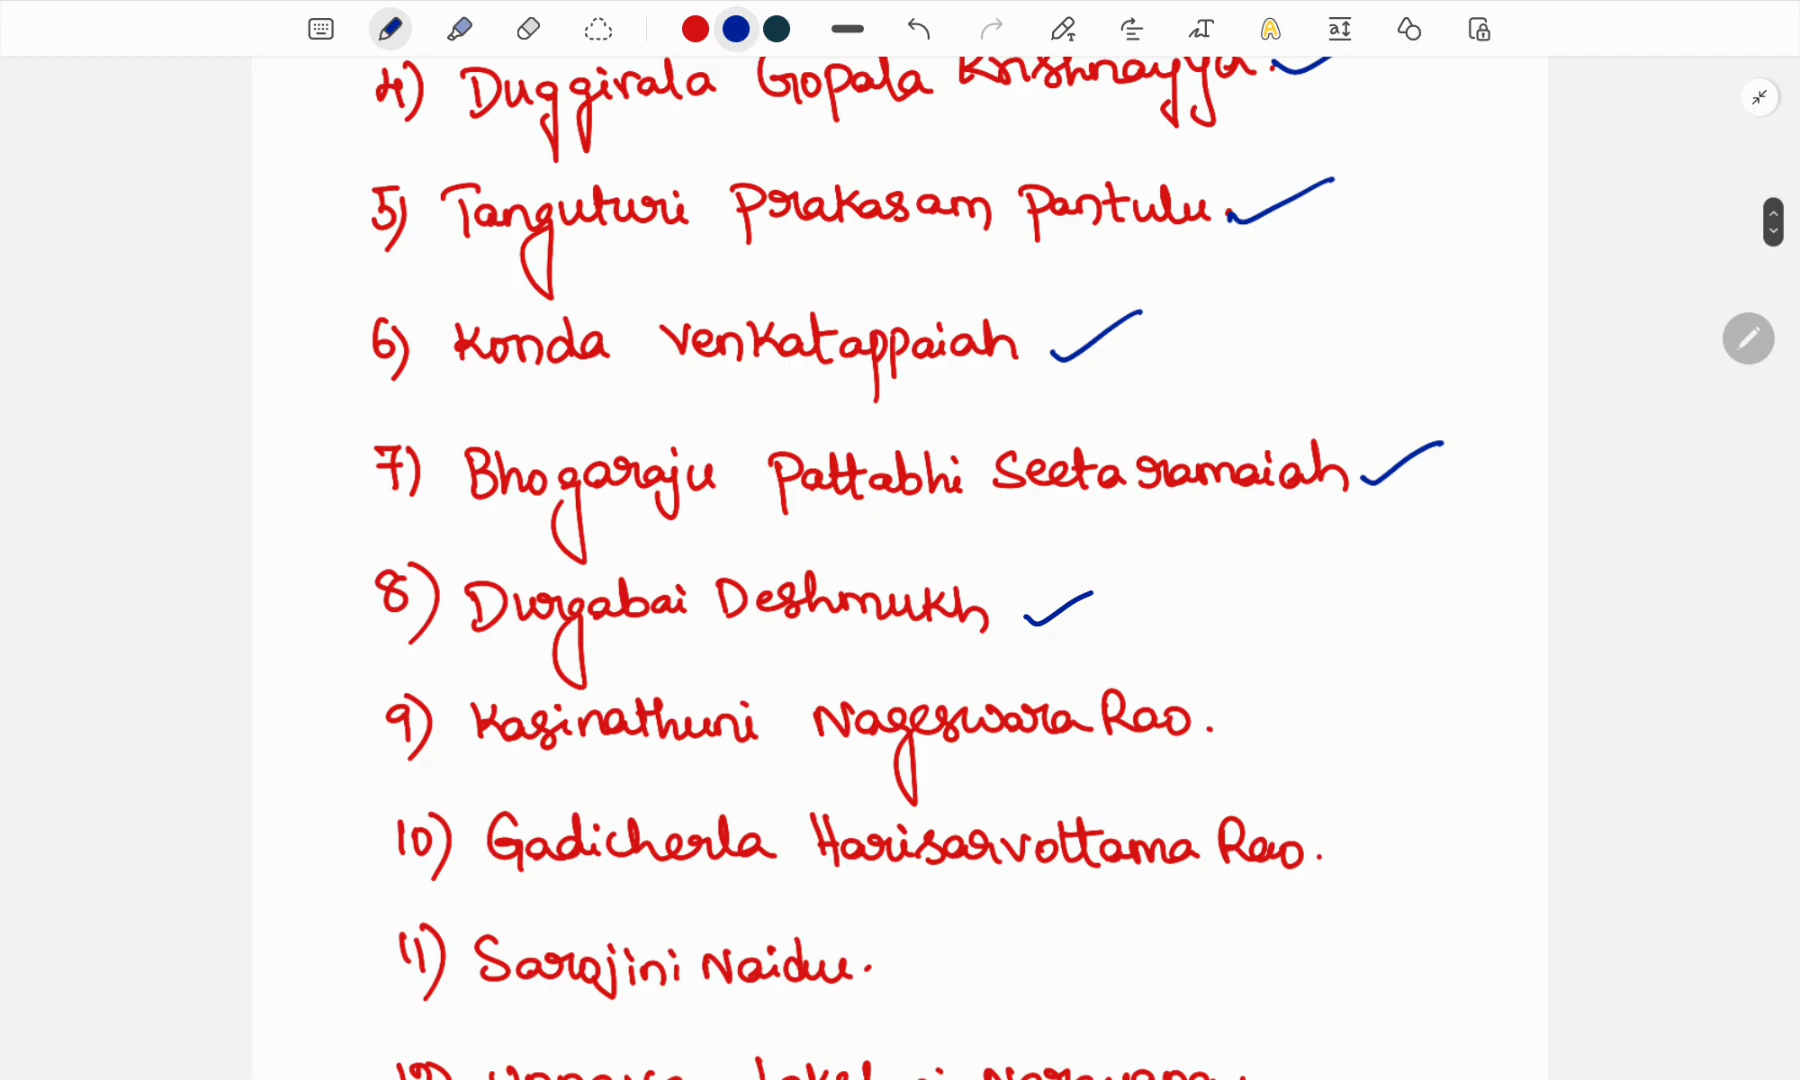 4) Duggirala Gopala Krishnayya.
5) Tanguturi Prakasam Pantulu.
6) Konda Venkatappaiah
7) Bhogaraju Pattabhi Seetaramaiah
8) Durgabai Deshmukh
9) Kasinathuni Nageswara Rao.
10) Gadicherla Harisarvottama Rao.
11) Sarojini Naidu.
12)